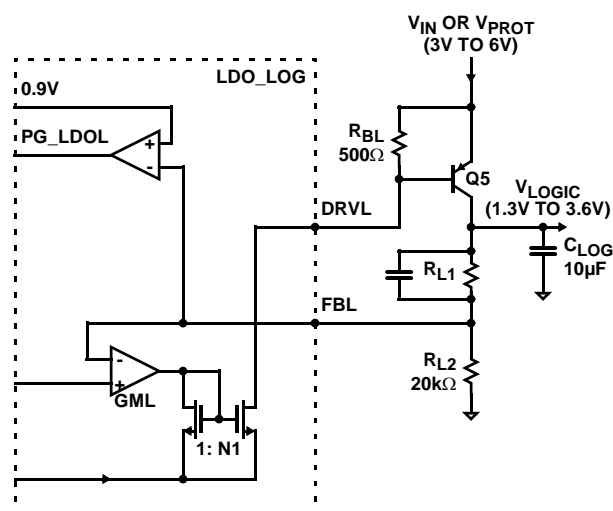 V_IN OR V_PROT
(3V TO 6V)
LDO_LOG
0.9V
PG_LDOL
+
-
R_BL
500Ω
Q5
DRVL
V_LOGIC
(1.3V TO 3.6V)
C_LOG
10µF
R_L1
FBL
-
+
GML
R_L2
20kΩ
1: N1